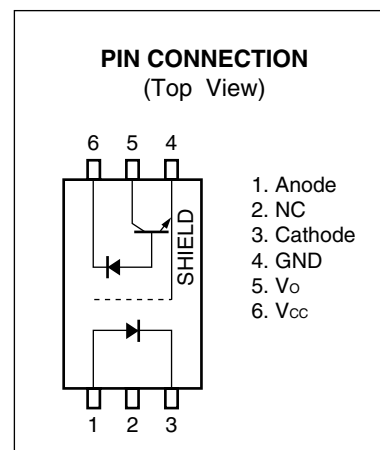 PIN CONNECTION
(Top View)
6 5 4
SHIELD
1 2 3
1. Anode
2. NC
3. Cathode
4. GND
5. Vo
6. Vcc